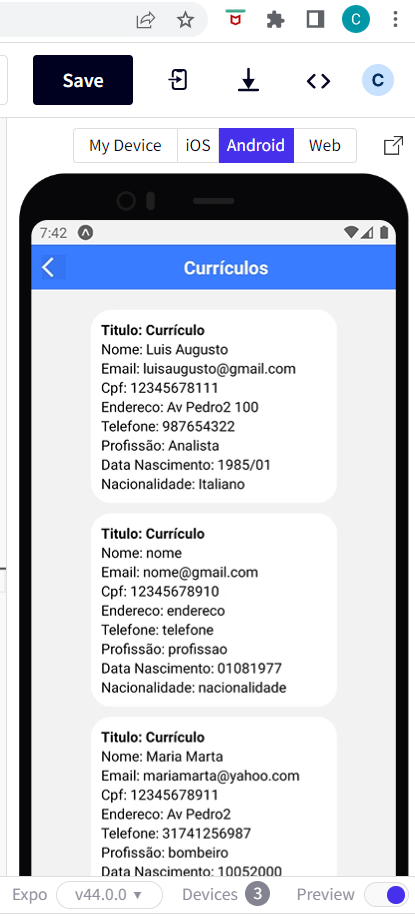 C
Save
C
My Device
iOS
Android
Web
7:42
Currículos
Titulo: Currículo
Nome: Luis Augusto
Email: luisaugusto@gmail.com
Cpf: 12345678111
Endereco: Av Pedro2 100
Telefone: 987654322
Profissão: Analista
Data Nascimento: 1985/01
Nacionalidade: Italiano
Titulo: Currículo
Nome: nome
Email: nome@gmail.com
Cpf: 12345678910
Endereco: endereco
Telefone: telefone
Profissão: profissao
Data Nascimento: 01081977
Nacionalidade: nacionalidade
Titulo: Currículo
Nome: Maria Marta
Email: mariamarta@yahoo.com
Cpf: 12345678911
Endereco: Av Pedro2
Telefone: 31741256987
Profissão: bombeiro
Data Nascimento: 10052000
Expo v44.0.0 Devices 3 Preview